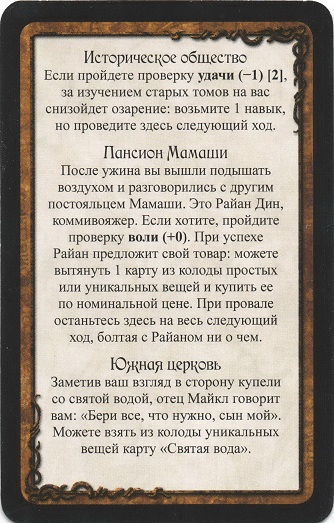 Историческое общество
Если пройдете проверку удачи (−1) [2],
за изучением старых томов на вас
снизойдет озарение: возьмите 1 навык,
но проведите здесь следующий ход.
Пансион Мамаши
После ужина вы вышли подышать
воздухом и разговорились с другим
постояльцем Мамаши. Это Райан Дин,
коммивояжер. Если хотите, пройдите
проверку воли (+0). При успехе
Райан предложит свой товар: можете
вытянуть 1 карту из колоды простых
или уникальных вещей и купить ее
по номинальной цене. При провале
останьтесь здесь на весь следующий
ход, болтая с Райаном ни о чем.
Южная церковь
Заметив ваш взгляд в сторону купели
со святой водой, отец Майкл говорит
вам: «Бери все, что нужно, сын мой».
Можете взять из колоды уникальных
вещей карту «Святая вода».